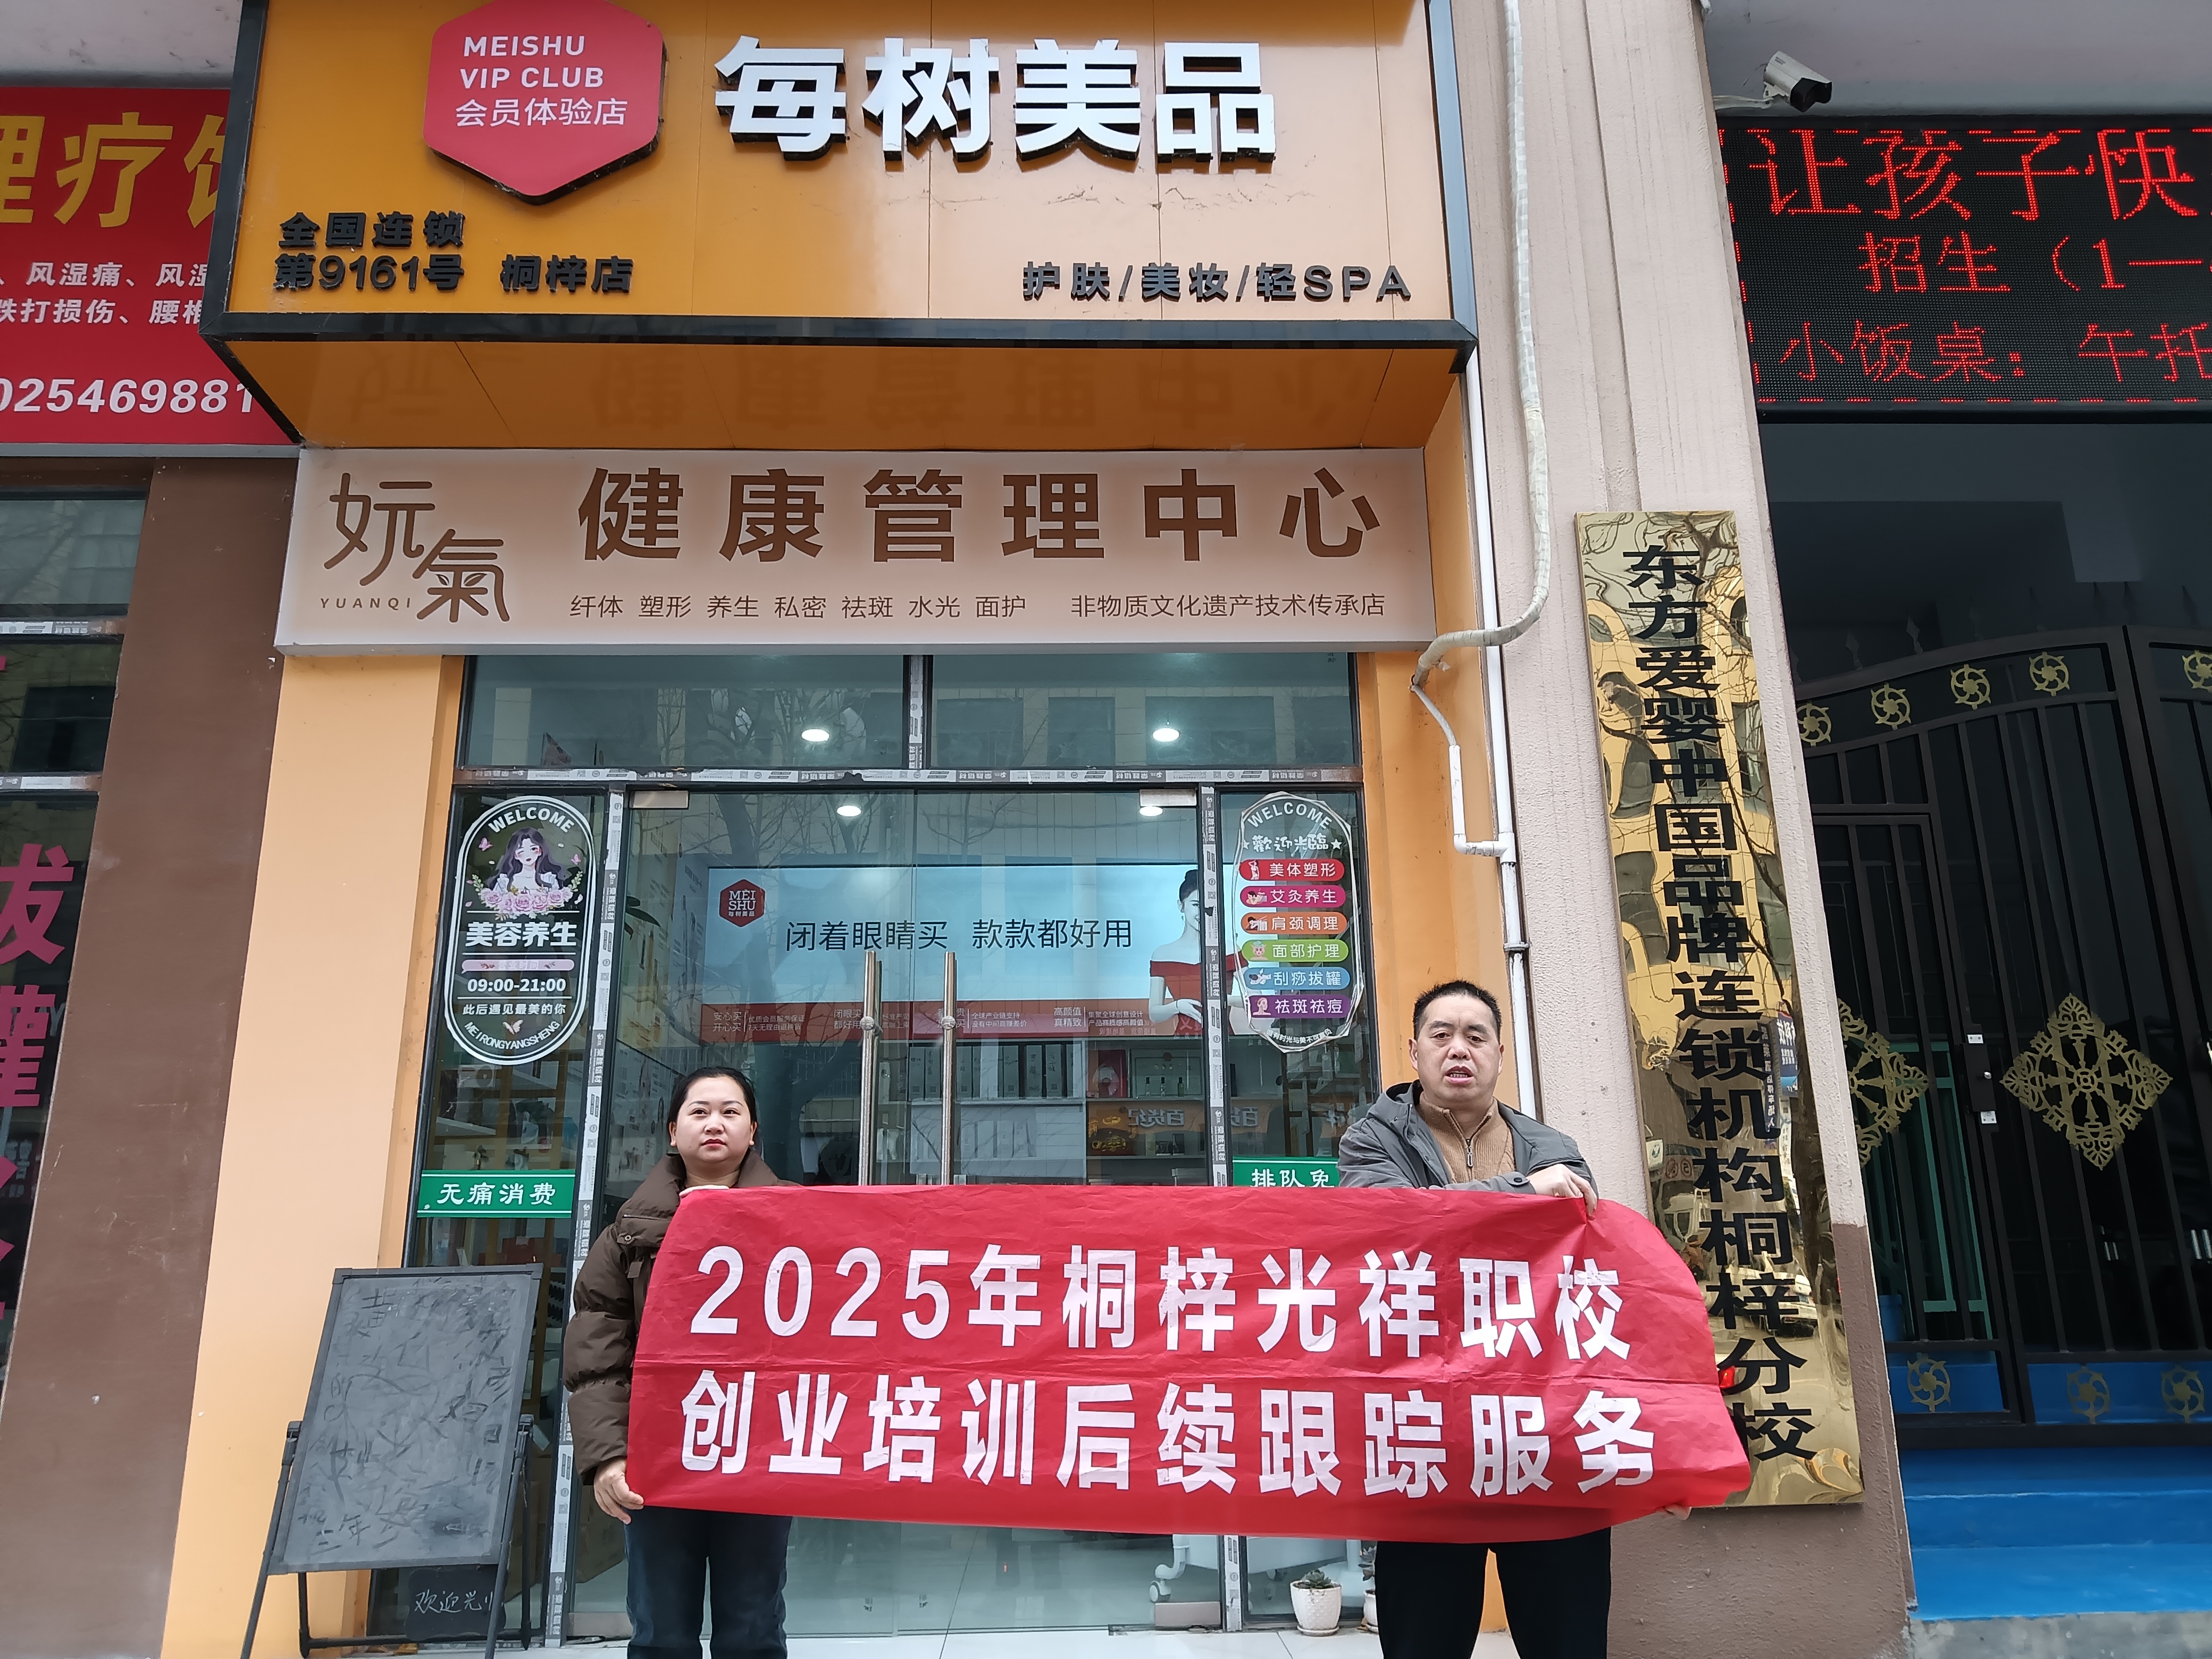 MEISHU
VIP CLUB
会员体验店
每树美品
全国连锁
第9161号 桐梓店
护肤/美妆/轻SPA
理疗
、风湿痛、风湿
跌打损伤、腰椎
025469881
让孩子快
招生（1—
小饭桌：午托
妧氣
YUANQI
健康管理中心
纤体 塑形 养生 私密 祛斑 水光 面护 非物质文化遗产技术传承店
东方爱婴中国品牌连锁机构桐梓分校
WELCOME
美容养生
09:00-21:00
此后遇见最美的你
MEIRONGYANGSHENG
MEI
SHU
每树美品
闭着眼睛买 款款都好用
WELCOME
歡迎光臨
美体塑形
艾灸养生
肩颈调理
面部护理
刮痧拔罐
祛斑祛痘
无痛消费
排队免
拔罐
2025年桐梓光祥职校
创业培训后续跟踪服务
欢迎光